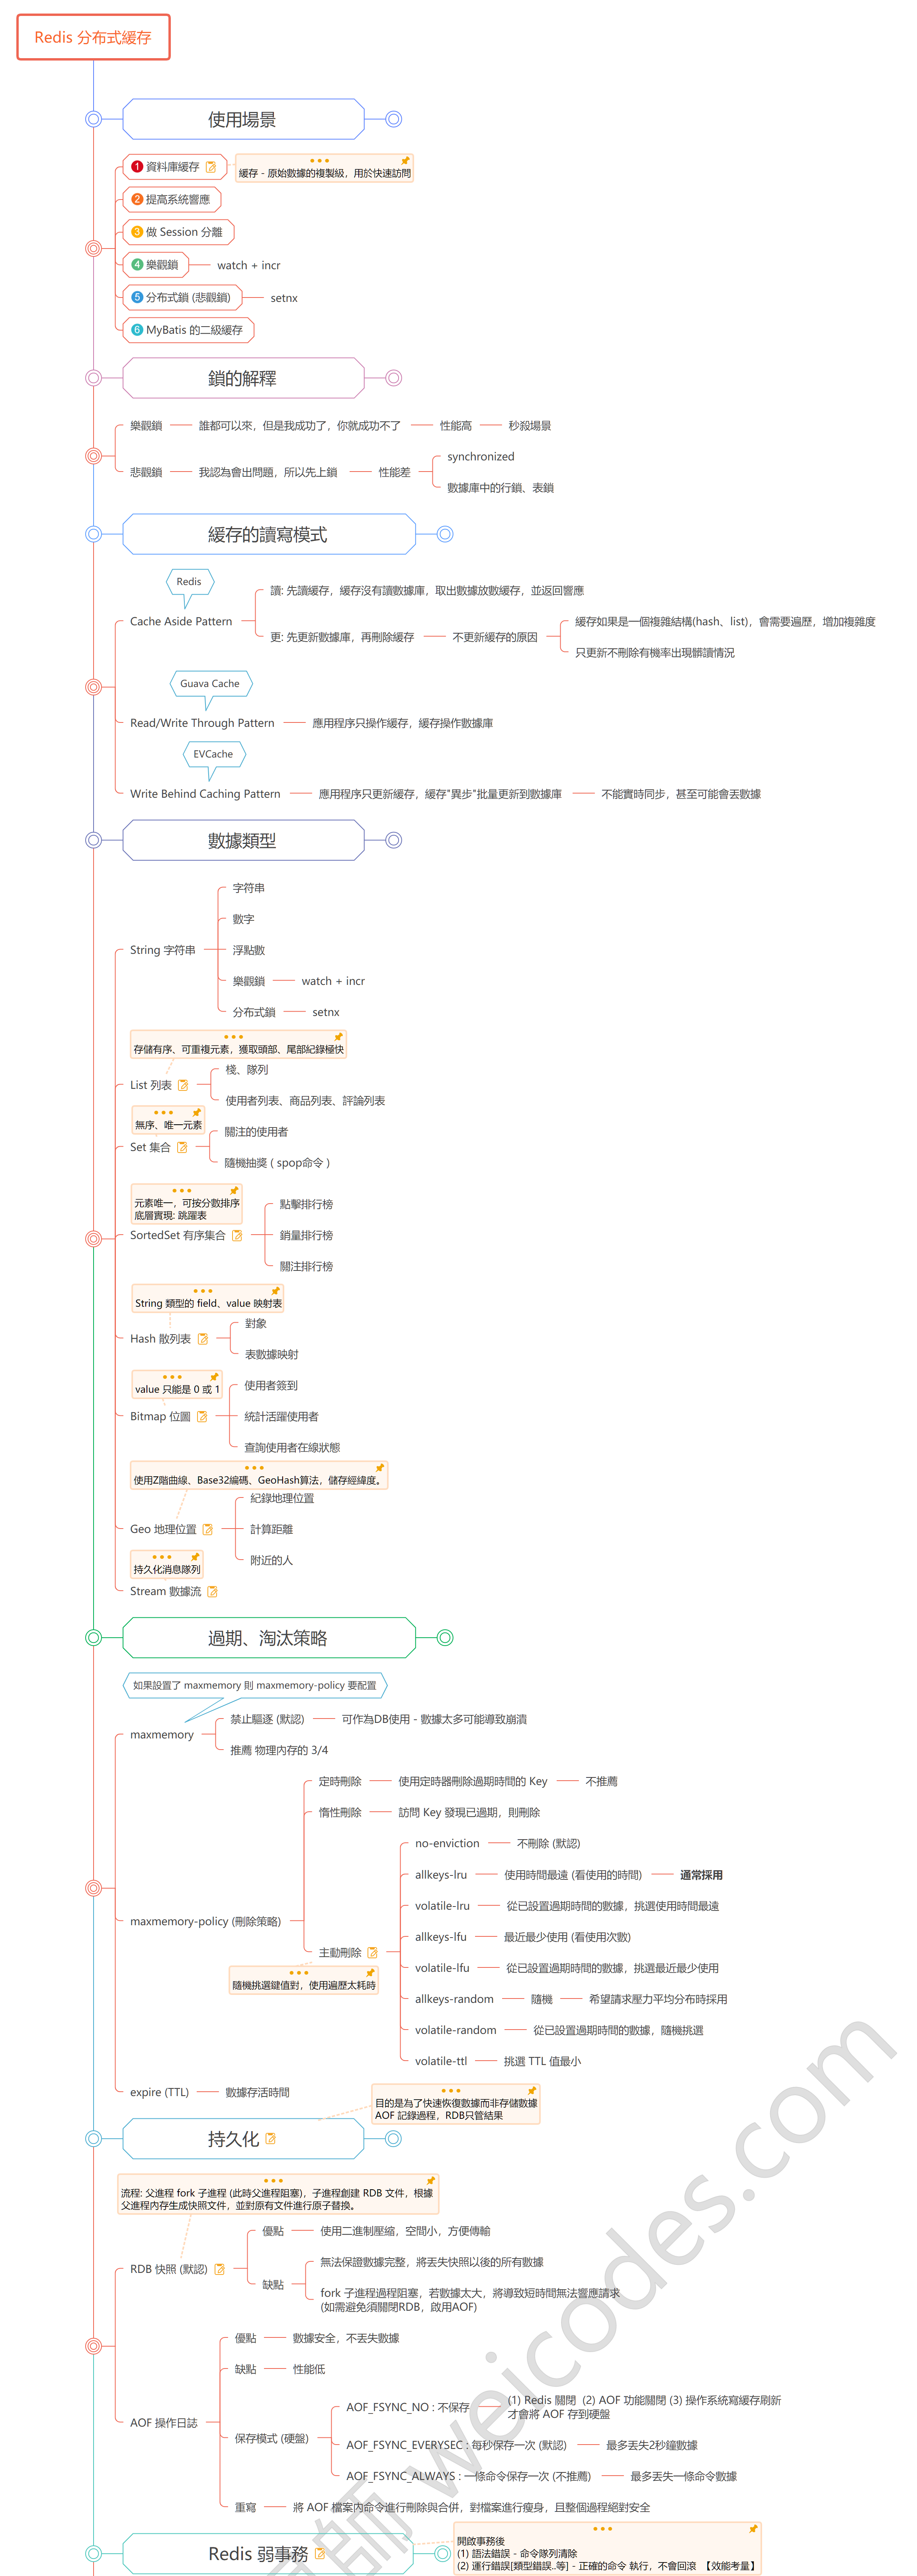 Redis 分布式緩存
使用場景
1 資料庫緩存
緩存 - 原始數據的複製級，用於快速訪問
2 提高系統響應
3 做 Session 分離
4 樂觀鎖
watch + incr
5 分布式鎖 (悲觀鎖)
setnx
6 MyBatis 的二級緩存
鎖的解釋
樂觀鎖
誰都可以來，但是我成功了，你就成功不了
性能高
秒殺場景
悲觀鎖
我認為會出問題，所以先上鎖
性能差
synchronized
數據庫中的行鎖、表鎖
緩存的讀寫模式
Redis
Cache Aside Pattern
讀: 先讀緩存，緩存沒有讀數據庫，取出數據放數緩存，並返回響應
更: 先更新數據庫，再刪除緩存
不更新緩存的原因
緩存如果是一個複雜結構(hash、list)，會需要遍歷，增加複雜度
只更新不刪除有機率出現髒讀情況
Guava Cache
Read/Write Through Pattern
應用程序只操作緩存，緩存操作數據庫
EVCache
Write Behind Caching Pattern
應用程序只更新緩存，緩存"異步"批量更新到數據庫
不能實時同步，甚至可能會丟數據
數據類型
String 字符串
字符串
數字
浮點數
樂觀鎖
watch + incr
分布式鎖
setnx
存儲有序、可重複元素，獲取頭部、尾部紀錄極快
List 列表
棧、隊列
使用者列表、商品列表、評論列表
無序、唯一元素
Set 集合
關注的使用者
隨機抽獎 ( spop命令 )
元素唯一，可按分數排序
底層實現: 跳躍表
SortedSet 有序集合
點擊排行榜
銷量排行榜
關注排行榜
String 類型的 field、value 映射表
Hash 散列表
對象
表數據映射
value 只能是 0 或 1
Bitmap 位圖
使用者簽到
統計活躍使用者
查詢使用者在線狀態
使用Z階曲線、Base32編碼、GeoHash算法，儲存經緯度。
Geo 地理位置
紀錄地理位置
計算距離
附近的人
持久化消息隊列
Stream 數據流
過期、淘汰策略
如果設置了 maxmemory 則 maxmemory-policy 要配置
maxmemory
禁止驅逐 (默認)
可作為DB使用 - 數據太多可能導致崩潰
推薦 物理內存的 3/4
maxmemory-policy (刪除策略)
定時刪除
使用定時器刪除過期時間的 Key
不推薦
惰性刪除
訪問 Key 發現已過期，則刪除
主動刪除
隨機挑選鍵值對，使用遍歷太耗時
no-enviction
不刪除 (默認)
allkeys-lru
使用時間最遠 (看使用的時間)
通常採用
volatile-lru
從已設置過期時間的數據，挑選使用時間最遠
allkeys-lfu
最近最少使用 (看使用次數)
volatile-lfu
從已設置過期時間的數據，挑選最近最少使用
allkeys-random
隨機
希望請求壓力平均分布時採用
volatile-random
從已設置過期時間的數據，隨機挑選
volatile-ttl
挑選 TTL 值最小
expire (TTL)
數據存活時間
持久化
目的是為了快速恢復數據而非存儲數據
AOF 記錄過程，RDB只管結果
流程: 父進程 fork 子進程 (此時父進程阻塞)，子進程創建 RDB 文件，根據
父進程內存生成快照文件，並對原有文件進行原子替換。
RDB 快照 (默認)
優點
使用二進制壓縮，空間小，方便傳輸
缺點
無法保證數據完整，將丟失快照以後的所有數據
fork 子進程過程阻塞，若數據太大，將導致短時間無法響應請求
(如需避免須關閉RDB，啟用AOF)
AOF 操作日誌
優點
數據安全，不丟失數據
缺點
性能低
保存模式 (硬盤)
AOF_FSYNC_NO : 不保存
(1) Redis 關閉 (2) AOF 功能關閉 (3) 操作系統寫緩存刷新
才會將 AOF 存到硬盤
AOF_FSYNC_EVERYSEC : 每秒保存一次 (默認)
最多丟失2秒鐘數據
AOF_FSYNC_ALWAYS : 一條命令保存一次 (不推薦)
最多丟失一條命令數據
重寫
將 AOF 檔案內命令進行刪除與合併，對檔案進行瘦身，且整個過程絕對安全
Redis 弱事務
開啟事務後
(1) 語法錯誤 - 命令隊列清除
(2) 運行錯誤[類型錯誤..等] - 正確的命令 執行，不會回滾 【效能考量】
師 weicodes.com